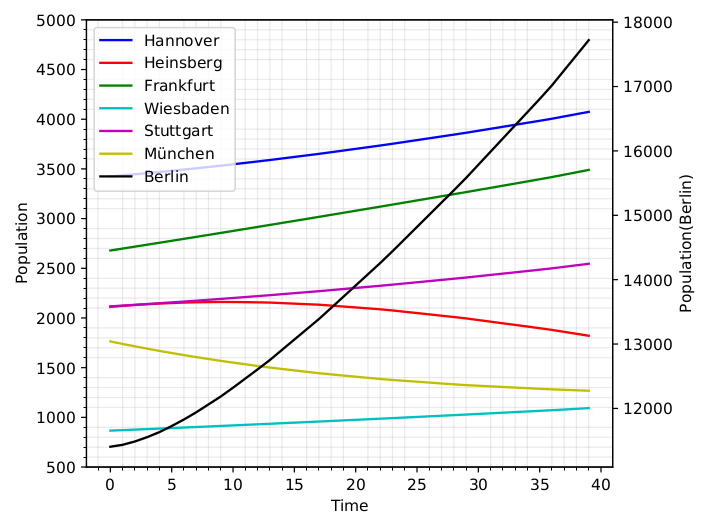 5000
4500
4000
3500
3000
2500
2000
1500
1000
500
Population
Hannover
Heinsberg
Frankfurt
Wiesbaden
Stuttgart
München
Berlin
18000
17000
16000
15000
14000
13000
12000
Population(Berlin)
0 5 10 15 20 25 30 35 40
Time